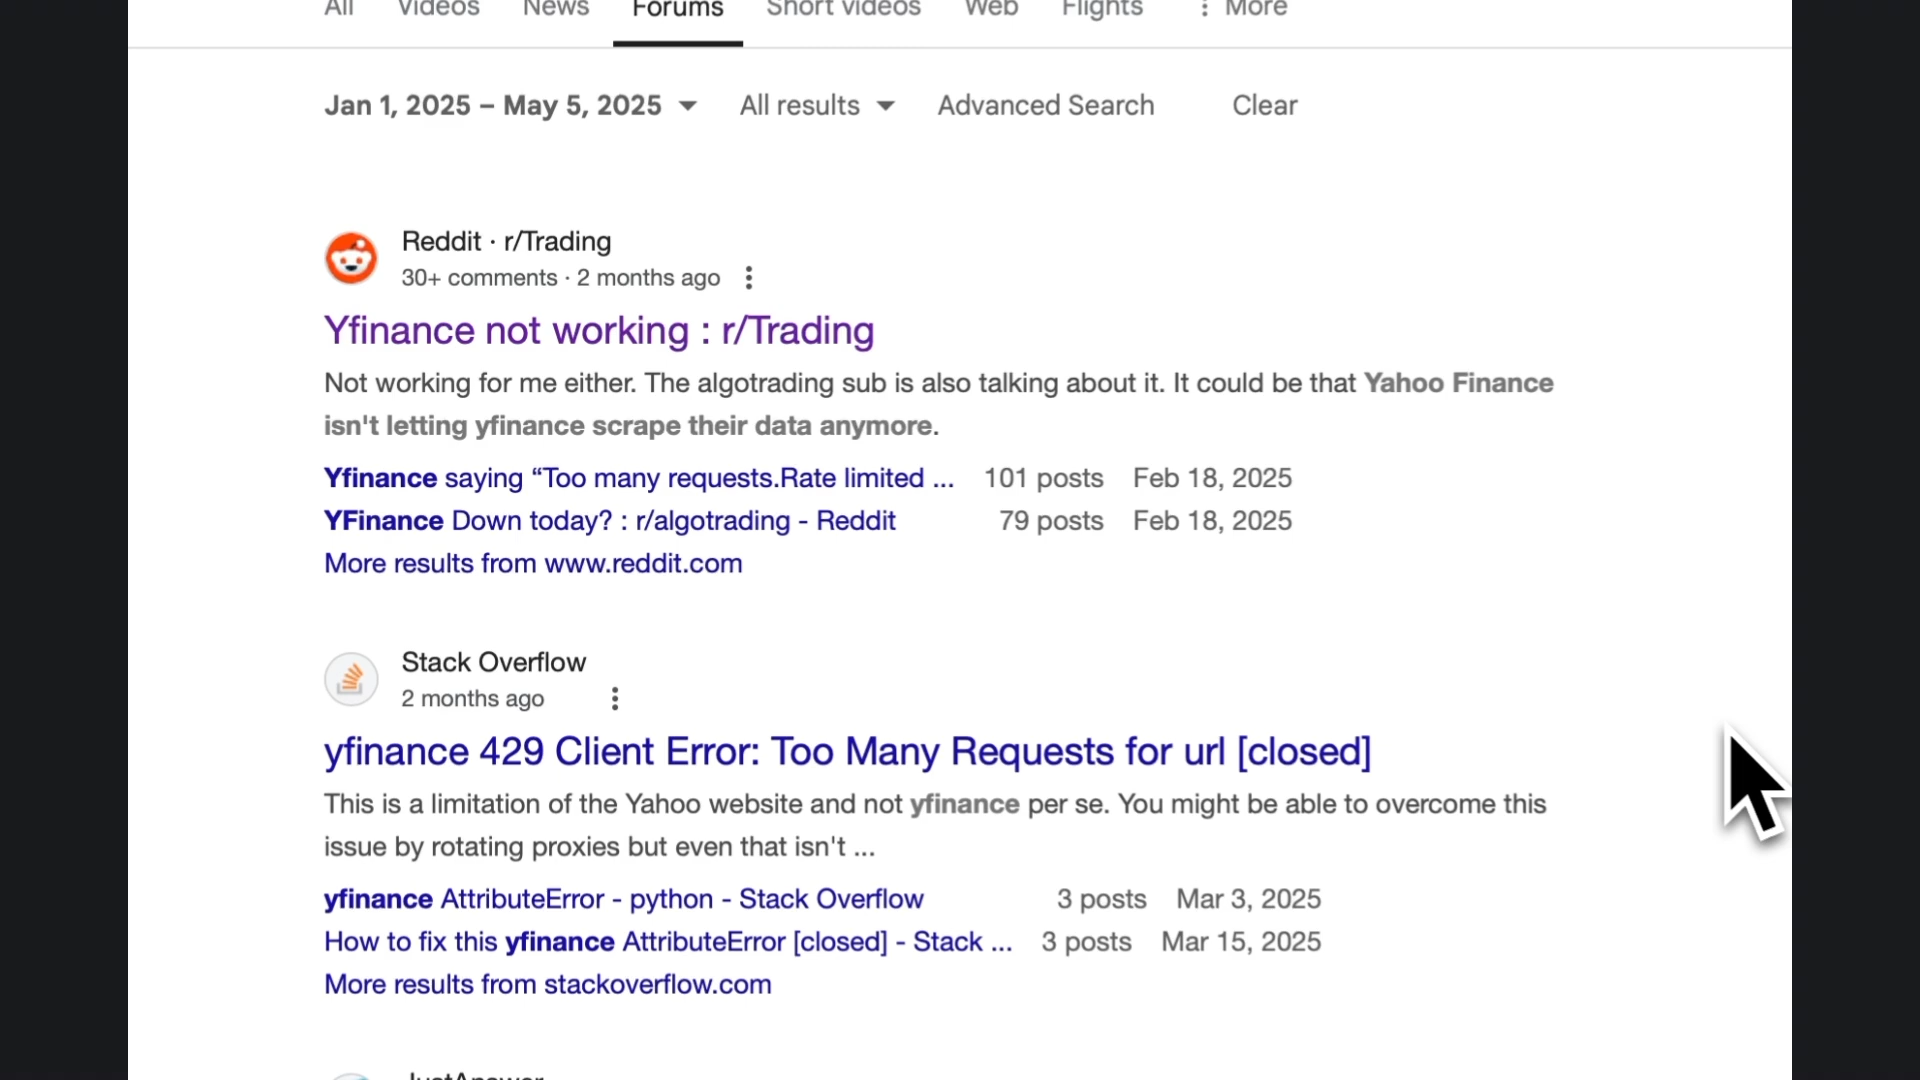 All Videos News Forums Short videos Web Flights More
Jan 1, 2025 – May 5, 2025 All results Advanced Search Clear
Reddit · r/Trading
30+ comments · 2 months ago
Yfinance not working : r/Trading
Not working for me either. The algotrading sub is also talking about it. It could be that Yahoo Finance
isn't letting yfinance scrape their data anymore.
Yfinance saying “Too many requests.Rate limited ... 101 posts Feb 18, 2025
YFinance Down today? : r/algotrading - Reddit 79 posts Feb 18, 2025
More results from www.reddit.com
Stack Overflow
2 months ago
yfinance 429 Client Error: Too Many Requests for url [closed]
This is a limitation of the Yahoo website and not yfinance per se. You might be able to overcome this
issue by rotating proxies but even that isn't ...
yfinance AttributeError - python - Stack Overflow 3 posts Mar 3, 2025
How to fix this yfinance AttributeError [closed] - Stack ... 3 posts Mar 15, 2025
More results from stackoverflow.com
JustAnswer